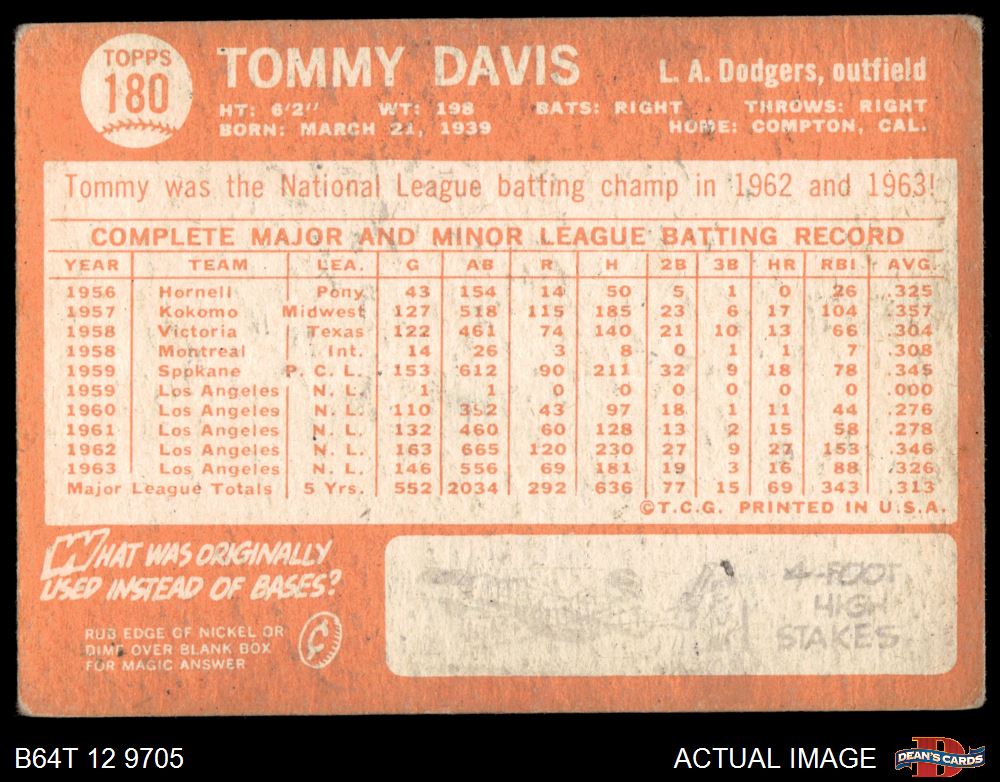 TOPPS
180
TOMMY DAVIS
L. A. Dodgers, outfield
HT: 6'2" WT: 198 BATS: RIGHT THROWS: RIGHT
BORN: MARCH 21, 1939 HOME: COMPTON, CAL.
Tommy was the National League batting champ in 1962 and 1963!
COMPLETE MAJOR AND MINOR LEAGUE BATTING RECORD
YEAR TEAM LEA. G AB R H 2B 3B HR RBI AVG.
1956 Hornell Pony 43 154 14 50 5 1 0 26 .325
1957 Kokomo Midwest 127 518 115 185 23 6 17 104 .357
1958 Victoria Texas 122 461 74 140 21 10 13 66 .304
1958 Montreal Int. 14 26 3 8 0 1 1 7 .308
1959 Spokane P. C. L. 153 612 90 211 32 9 18 78 .345
1959 Los Angeles N. L. 1 1 0 0 0 0 0 0 .000
1960 Los Angeles N. L. 110 352 43 97 18 1 11 44 .276
1961 Los Angeles N. L. 132 460 60 128 13 2 15 58 .278
1962 Los Angeles N. L. 163 665 120 230 27 9 27 153 .346
1963 Los Angeles N. L. 146 556 69 181 19 3 16 88 .326
Major League Totals 5 Yrs. 552 2034 292 636 77 15 69 343 .313
©T.C.G. PRINTED IN U.S.A.
WHAT WAS ORIGINALLY
USED INSTEAD OF BASES?
RUB EDGE OF NICKEL OR
DIME OVER BLANK BOX
FOR MAGIC ANSWER
¢
4-FOOT
HIGH
STAKES
B64T 12 9705
ACTUAL IMAGE
D
DEAN'S CARDS